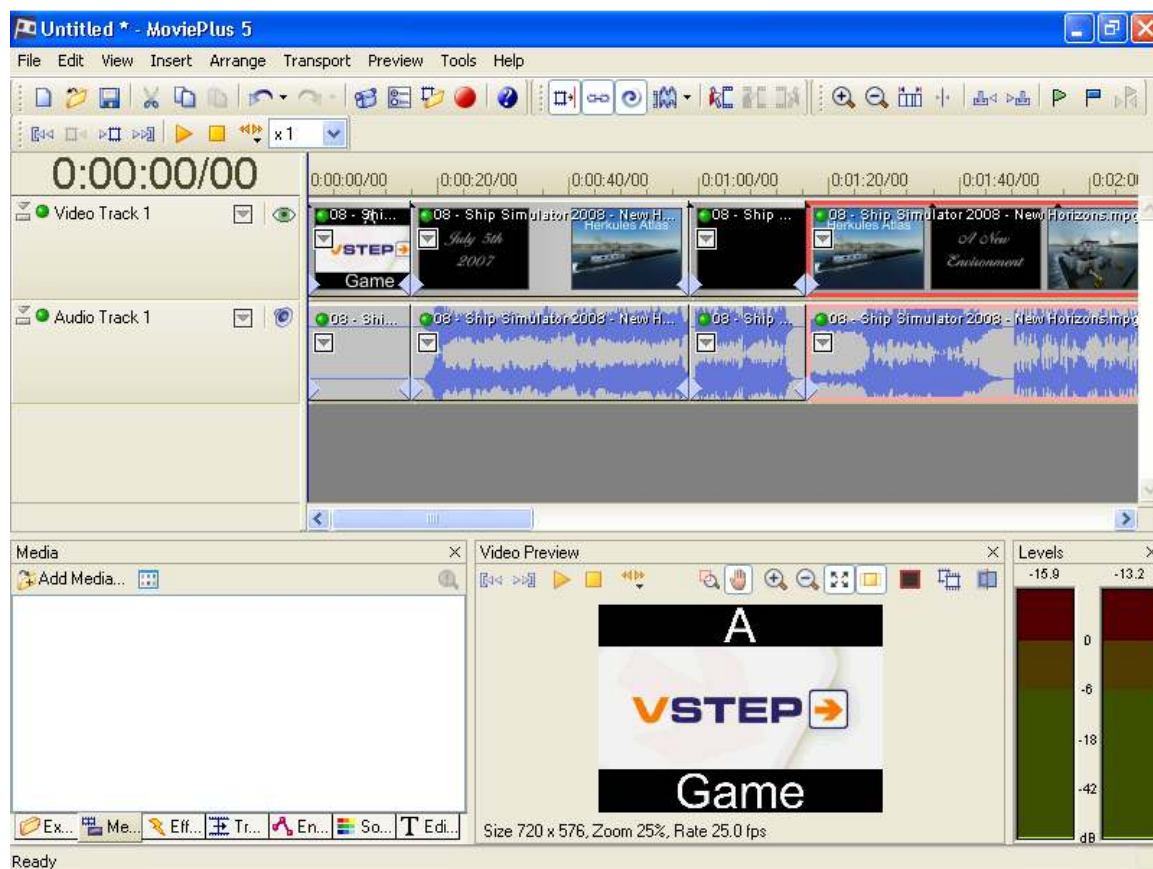 Untitled * - MoviePlus 5
File Edit View Insert Arrange Transport Preview Tools Help
x 1
0:00:00/00
0:00:00/00 0:00:20/00 0:00:40/00 0:01:00/00 0:01:20/00 0:01:40/00 0:02:0
Video Track 1
08 - Shi... 08 - Ship Simulator 2008 - New H... 08 - Ship ... 08 - Ship Simulator 2008 - New Horizons.mpg
VSTEP
Game
July 5th
2007
Herkules Atlas
Herkules Atlas
A New
Environment
Audio Track 1
08 - Shi... 08 - Ship Simulator 2008 - New H... 08 - Ship ... 08 - Ship Simulator 2008 - New Horizons.mpg
Media
Add Media...
Ex... Me... Eff... Tr... En... So... T Edi...
Video Preview
A
VSTEP
Game
Size 720 x 576, Zoom 25%, Rate 25.0 fps
Levels
-15.9 -13.2
0
-6
-18
-42
dB
Ready